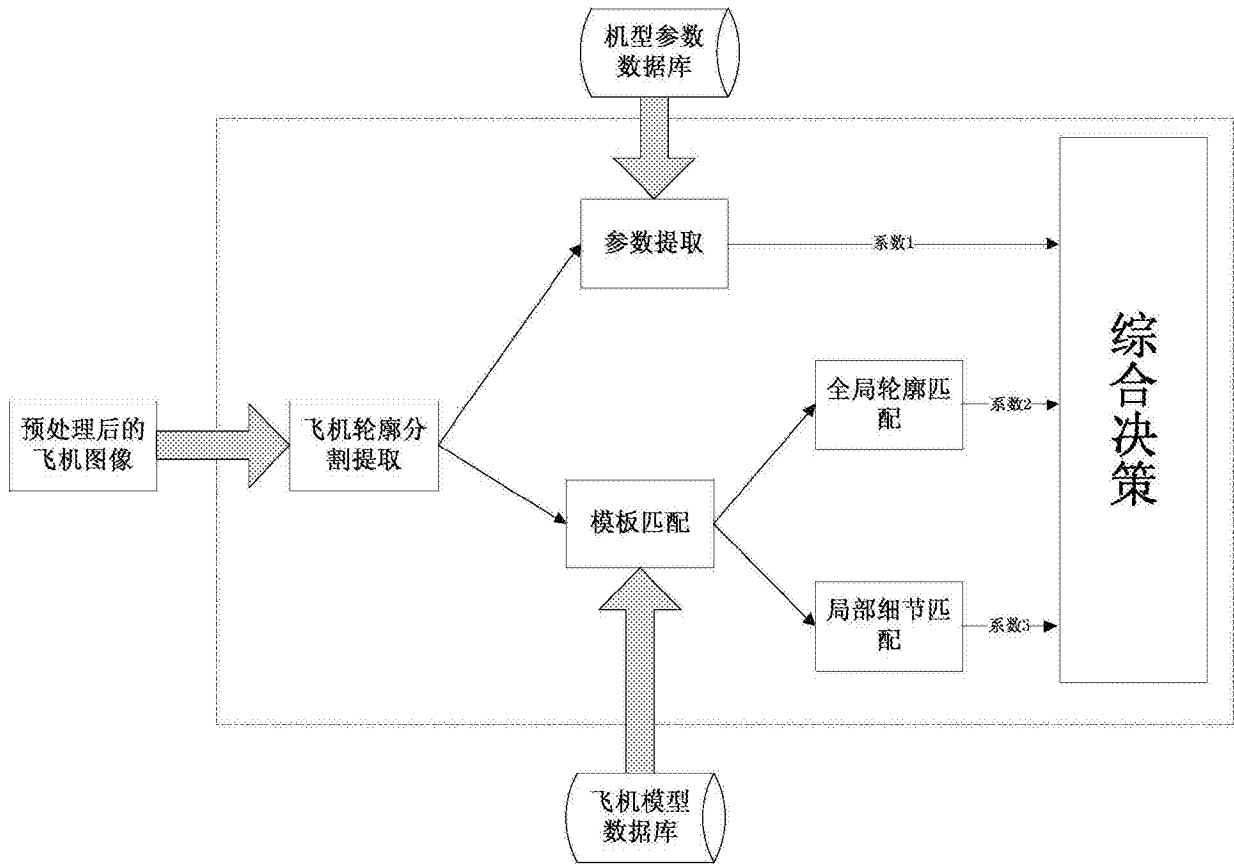 机型参数
数据库
参数提取
系数1
综合决策
全局轮廓匹
配
系数2
预处理后的
飞机图像
飞机轮廓分
割提取
模板匹配
局部细节匹
配
系数3
飞机模型
数据库